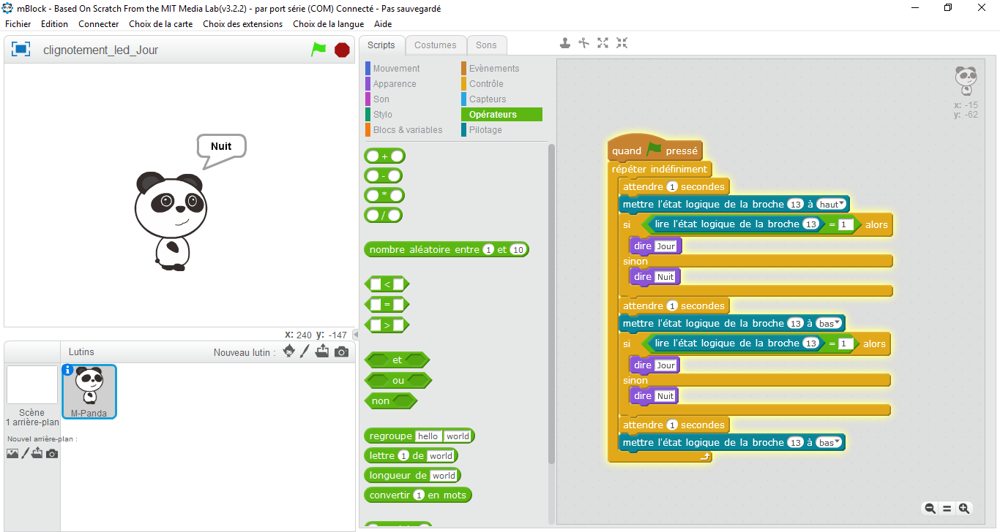 mBlock - Based On Scratch From the MIT Media Lab(v3.2.2) - par port série (COM) Connecté - Pas sauvegardé
Fichier Edition Connecter Choix de la carte Choix des extensions Choix de la langue Aide
clignotement_led_Jour
Nuit
x: 240 y: -147
Lutins
Nouveau lutin :
Scène
1 arrière-plan
Nouvel arrière-plan :
M-Panda
Scripts Costumes Sons
Mouvement Evènements
Apparence Contrôle
Son Capteurs
Stylo Opérateurs
Blocs & variables Pilotage
+
-
*
/
nombre aléatoire entre 1 et 10
<
=
>
et
ou
non
regroupe hello world
lettre 1 de world
longueur de world
convertir 1 en mots
x: -15
y: -62
quand pressé
répéter indéfiniment
attendre 1 secondes
mettre l'état logique de la broche 13 à haut
si lire l'état logique de la broche 13 = 1 alors
dire Jour
sinon
dire Nuit
attendre 1 secondes
mettre l'état logique de la broche 13 à bas
si lire l'état logique de la broche 13 = 1 alors
dire Jour
sinon
dire Nuit
attendre 1 secondes
mettre l'état logique de la broche 13 à bas